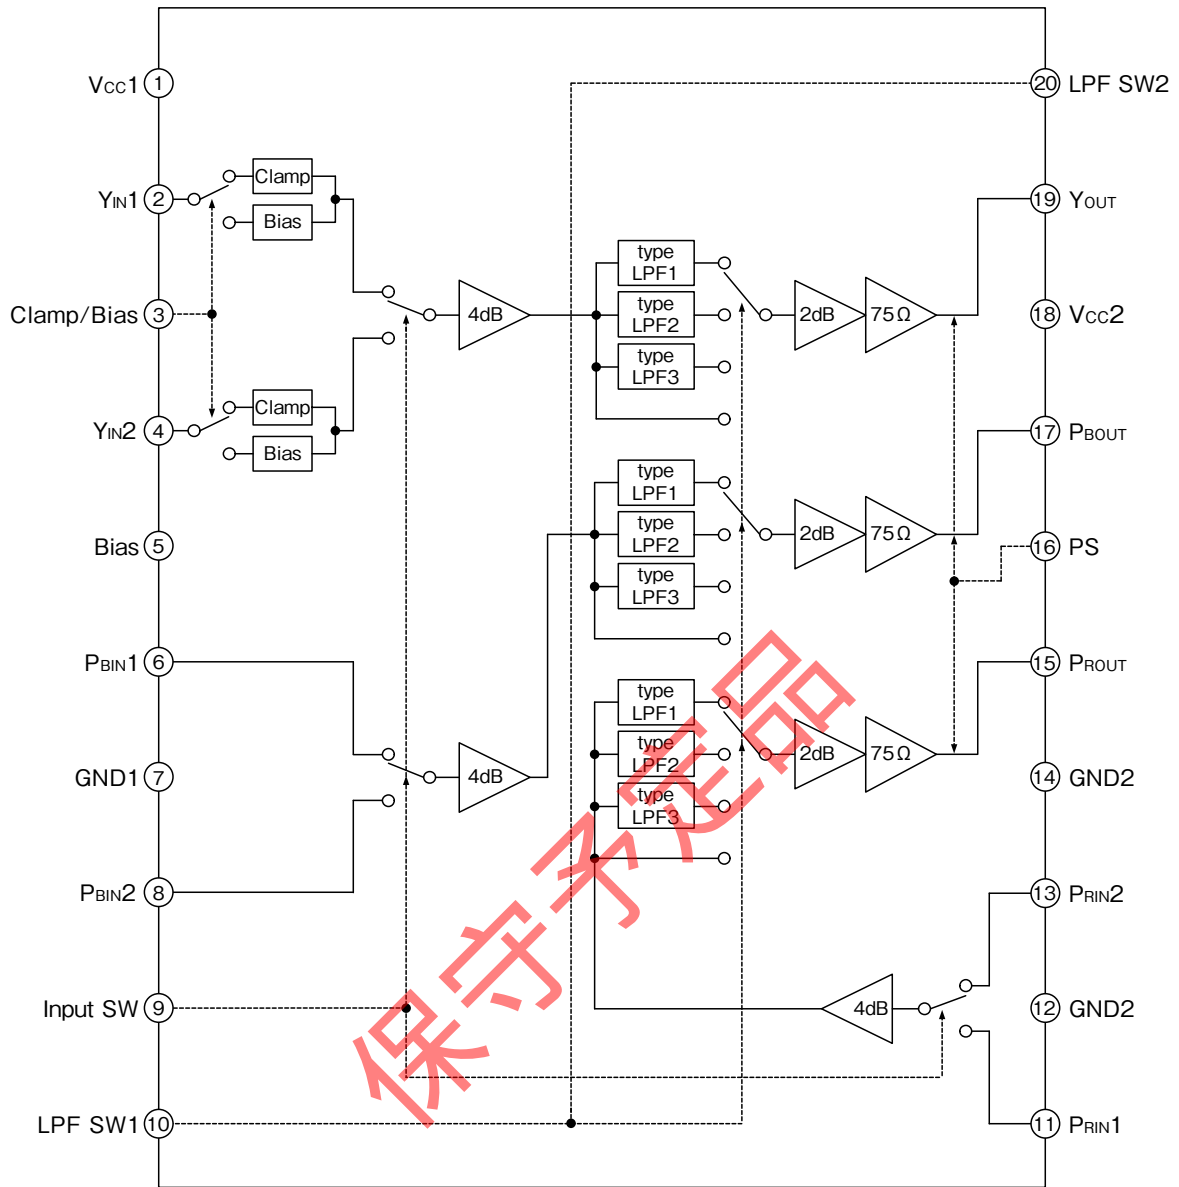 VCC1 1
20 LPF SW2
YIN1 2
Clamp
Bias
19 YOUT
Clamp/Bias 3
4dB
type
LPF1
type
LPF2
type
LPF3
2dB
75Ω
18 VCC2
YIN2 4
Clamp
Bias
17 PBOUT
Bias 5
type
LPF1
type
LPF2
type
LPF3
2dB
75Ω
16 PS
PBIN1 6
15 PROUT
GND1 7
4dB
type
LPF1
type
LPF2
type
LPF3
2dB
75Ω
14 GND2
PBIN2 8
13 PRIN2
Input SW 9
4dB
12 GND2
LPF SW1 10
11 PRIN1
保守予定品